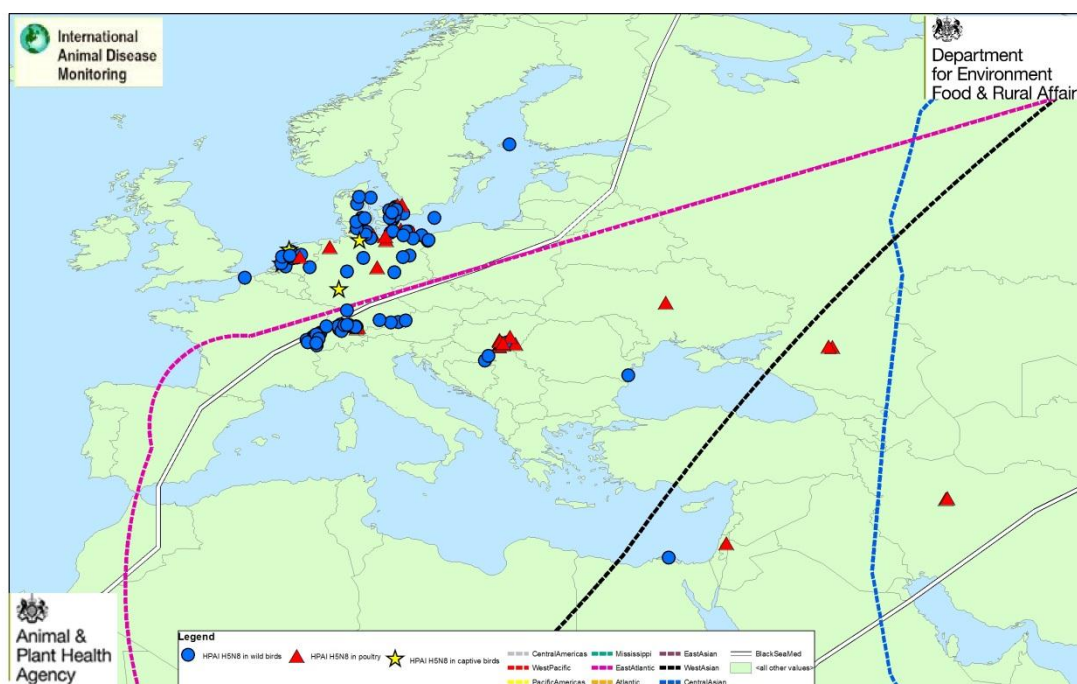 International
Animal Disease
Monitoring
Department
for Environment
Food & Rural Affair
Animal &
Plant Health
Agency
Legend
HPAI H5N8 in wild birds
HPAI H5N8 in poultry
HPAI H5N8 in captive birds
CentralAmericas
WestPacific
PacificAmericas
Mississippi
EastAtlantic
Atlantic
EastAsian
WestAsian
CentralAsian
BlackSeaMed
<all other values>